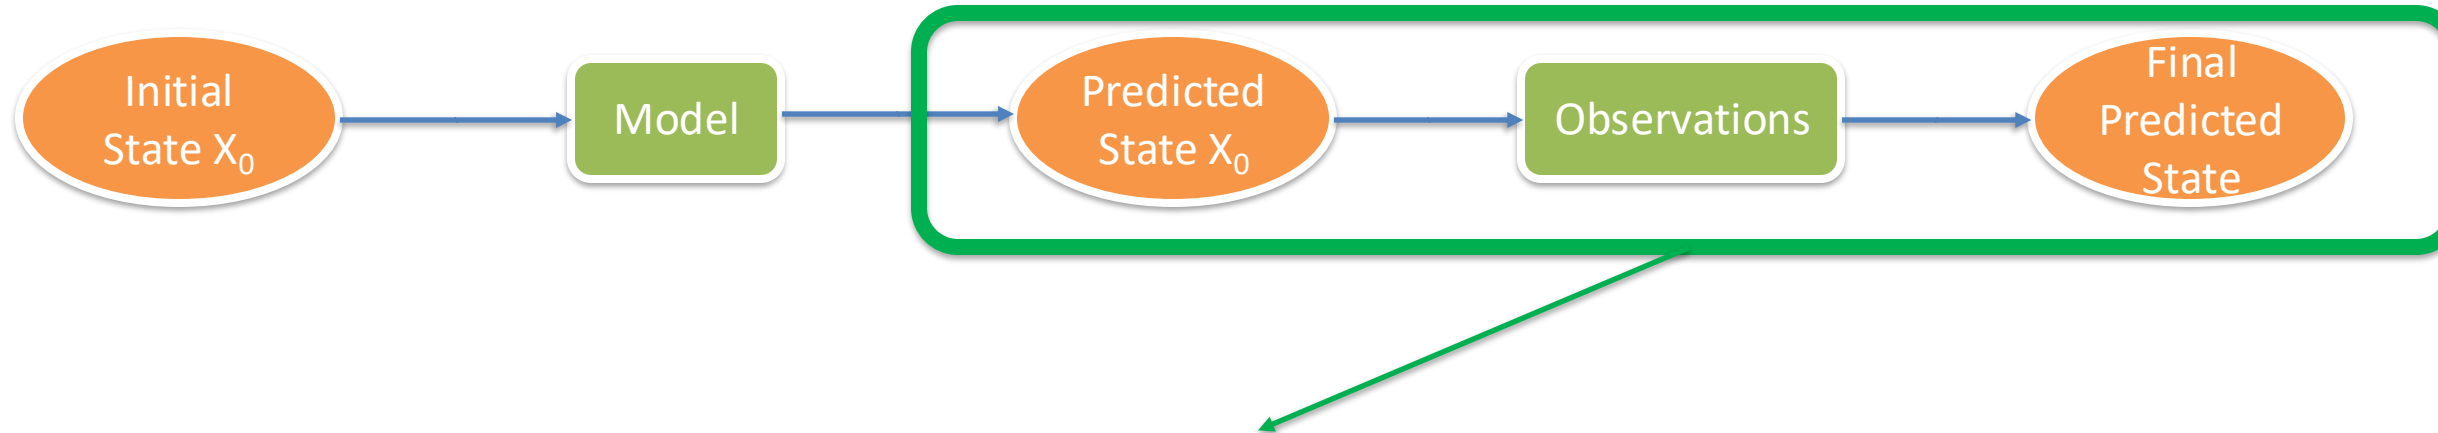 Initial
State X₀
Model
Predicted
State X₀
Observations
Final
Predicted
State